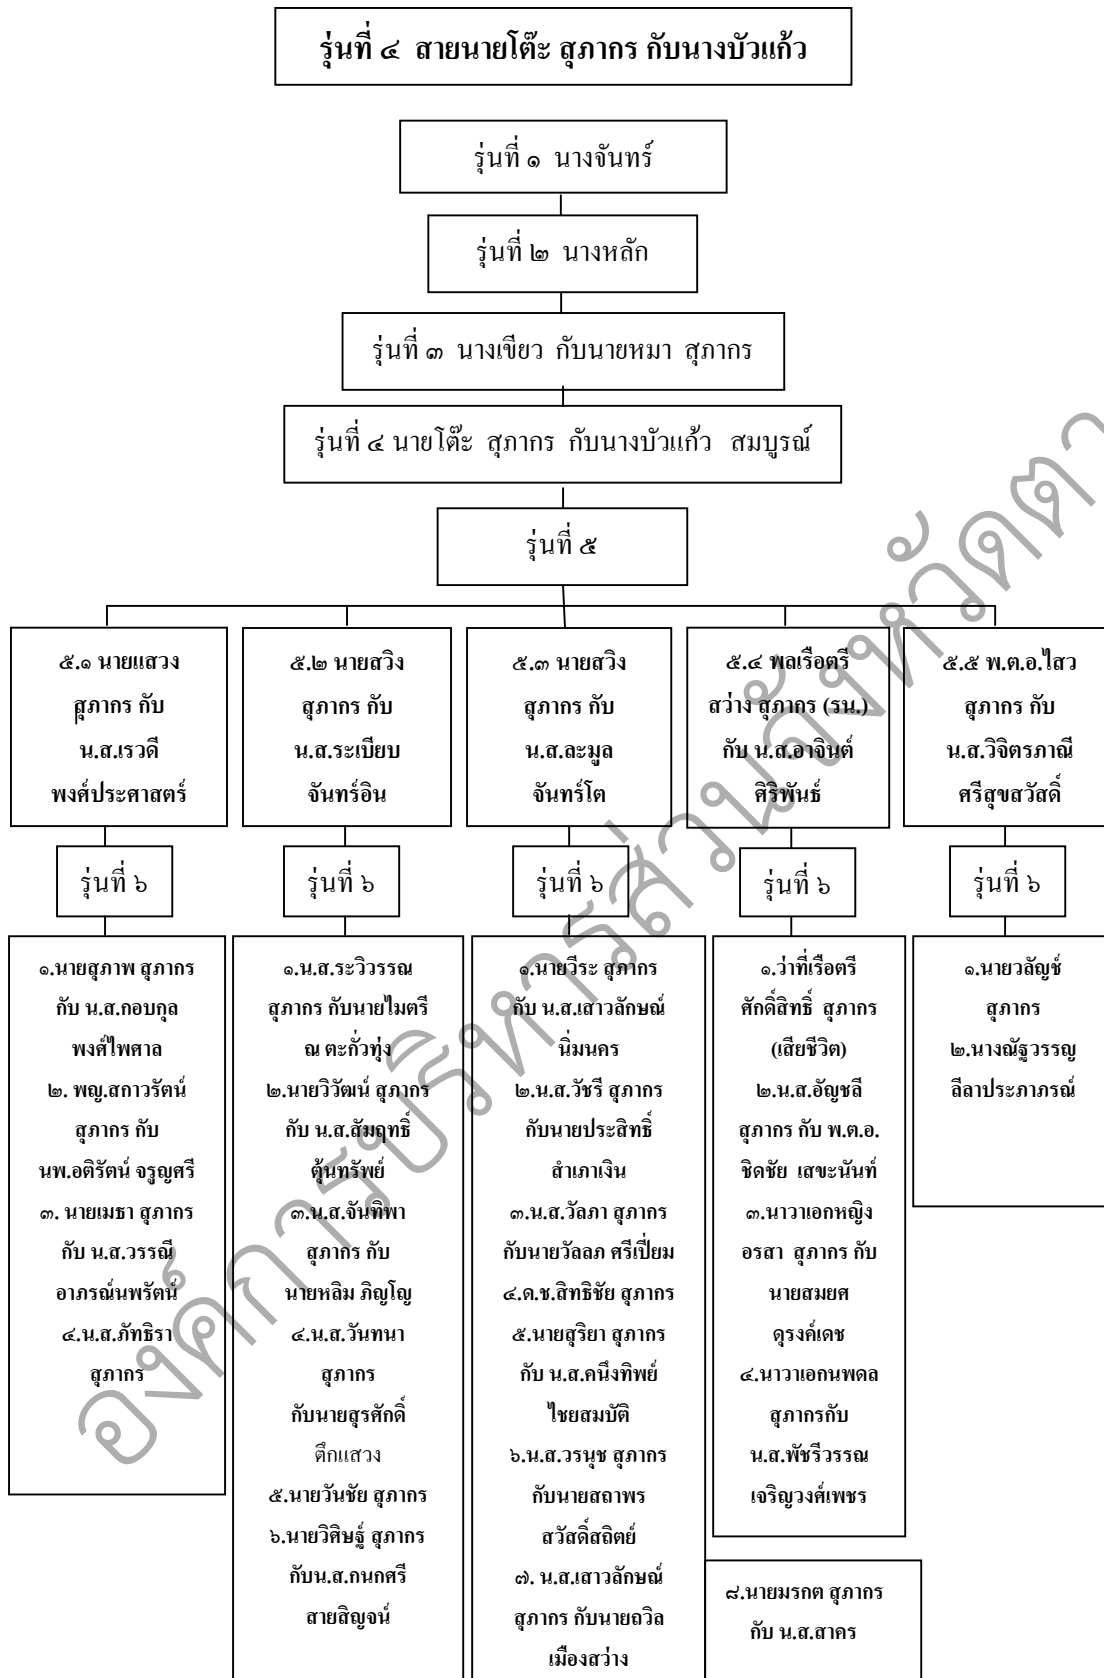 รุ่นที่ ๔ สายนายโต๊ะ สุภากร กับนางบัวแก้ว
รุ่นที่ ๑ นางจันทร์
รุ่นที่ ๒ นางหลัก
รุ่นที่ ๓ นางเขียว กับนายหมา สุภากร
รุ่นที่ ๔ นายโต๊ะ สุภากร กับนางบัวแก้ว สมบูรณ์
รุ่นที่ ๕
๕.๑ นายแสวง
สุภากร กับ
น.ส.เรวดี
พงศ์ประศาสตร์
๕.๒ นายสวิง
สุภากร กับ
น.ส.ระเบียบ
จันทร์อิน
๕.๓ นายสวิง
สุภากร กับ
น.ส.ละมูล
จันทร์โต
๕.๔ พลเรือตรี
สว่าง สุภากร (รน.)
กับ น.ส.อาจินต์
ศิริพันธ์
๕.๕ พ.ต.อ.ไสว
สุภากร กับ
น.ส.วิจิตรภาณี
ศรีสุขสวัสดิ์
รุ่นที่ ๖
รุ่นที่ ๖
รุ่นที่ ๖
รุ่นที่ ๖
รุ่นที่ ๖
๑.นายสุภาพ สุภากร
กับ น.ส.กอบกุล
พงศ์ไพศาล
๒. พญ.สกาวรัตน์
สุภากร กับ
นพ.อติรัตน์ จรูญศรี
๓. นายเมธา สุภากร
กับ น.ส.วรรณี
อาภรณ์นพรัตน์
๔.น.ส.ภัทธิรา
สุภากร
๑.น.ส.ระวิวรรณ
สุภากร กับนายไมตรี
ณ ตะกั่วทุ่ง
๒.นายวิวัฒน์ สุภากร
กับ น.ส.สัมฤทธิ์
ตุ้นทรัพย์
๓.น.ส.จันทิพา
สุภากร กับ
นายหลิม ภิญโญ
๔.น.ส.วันทนา
สุภากร
กับนายสุรศักดิ์
ตึกแสวง
๕.นายวันชัย สุภากร
๖.นายวิศิษฐ์ สุภากร
กับน.ส.กนกศรี
สายสิญจน์
๑.นายวีระ สุภากร
กับ น.ส.เสาวลักษณ์
นิ่มนคร
๒.น.ส.วัชรี สุภากร
กับนายประสิทธิ์
สำเภาเงิน
๓.น.ส.วัลภา สุภากร
กับนายวัลลภ ศรีเปี่ยม
๔.ด.ช.สิทธิชัย สุภากร
๕.นายสุริยา สุภากร
กับ น.ส.คนึงทิพย์
ไชยสมบัติ
๖.น.ส.วรนุช สุภากร
กับนายสถาพร
สวัสดิ์สถิตย์
๗. น.ส.เสาวลักษณ์
สุภากร กับนายถวิล
เมืองสว่าง
๑.ว่าที่เรือตรี
ศักดิ์สิทธิ์ สุภากร
(เสียชีวิต)
๒.น.ส.อัญชลี
สุภากร กับ พ.ต.อ.
ชิดชัย เสขะนันท์
๓.นาวาเอกหญิง
อรสา สุภากร กับ
นายสมยศ
ดุรงค์เดช
๔.นาวาเอกนพดล
สุภากรกับ
น.ส.พัชรีวรรณ
เจริญวงศ์เพชร
๑.นายวลัญช์
สุภากร
๒.นางณัฐวรรญ
ลีลาประภาภรณ์
๘.นายมรกต สุภากร
กับ น.ส.สาคร
องค์การบริหารส่วนจังหวัดตา